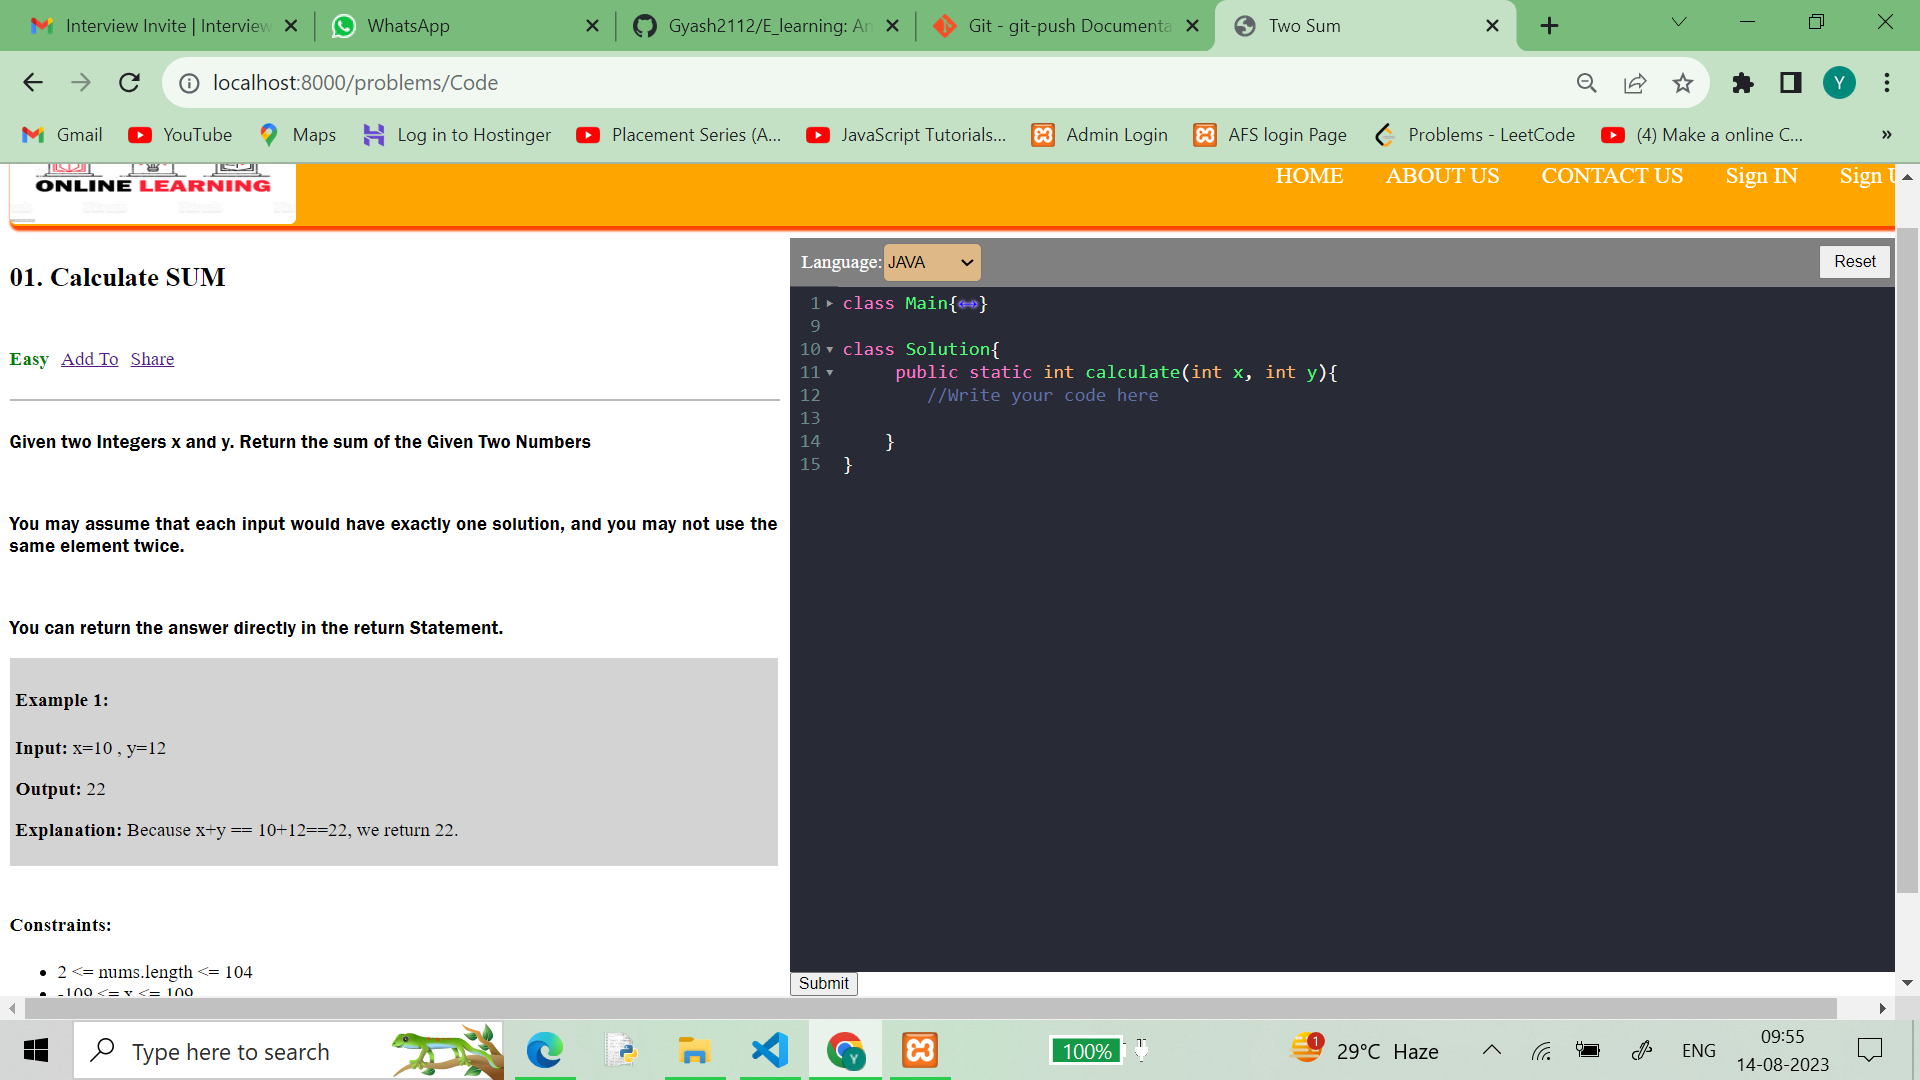 Interview Invite | Interview
WhatsApp
Gyash2112/E_learning: An
Git - git-push Documenta
Two Sum
localhost:8000/problems/Code
Y
Gmail
YouTube
Maps
Log in to Hostinger
Placement Series (A...
JavaScript Tutorials...
Admin Login
AFS login Page
Problems - LeetCode
(4) Make a online C...
»
ONLINE LEARNING
HOME
ABOUT US
CONTACT US
Sign IN
Sign U
01. Calculate SUM
Easy Add To Share
Given two Integers x and y. Return the sum of the Given Two Numbers
You may assume that each input would have exactly one solution, and you may not use the
same element twice.
You can return the answer directly in the return Statement.
Example 1:
Input: x=10 , y=12
Output: 22
Explanation: Because x+y == 10+12==22, we return 22.
Constraints:
2 <= nums.length <= 104
-109 <= x <= 109
Language: JAVA
Reset
1 class Main{↔}
9
10 class Solution{
11 public static int calculate(int x, int y){
12 //Write your code here
13
14 }
15 }
Submit
Type here to search
Y
100%
1
29°C Haze
ENG
09:55
14-08-2023